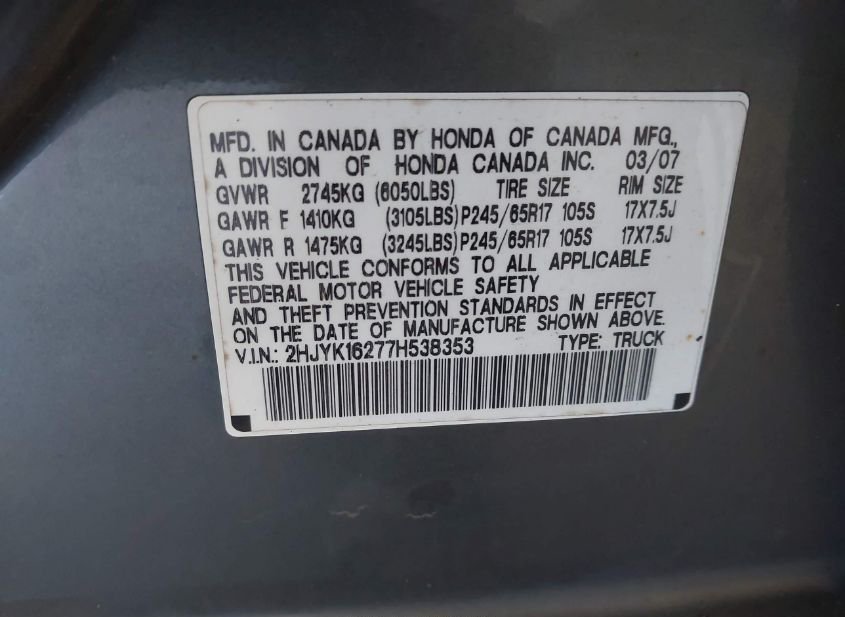 MFD. IN CANADA BY HONDA OF CANADA MFG.,
A DIVISION OF HONDA CANADA INC. 03/07
GVWR 2745KG (6050LBS) TIRE SIZE RIM SIZE
GAWR F 1410KG (3105LBS) P245/65R17 105S 17X7.5J
GAWR R 1475KG (3245LBS) P245/65R17 105S 17X7.5J
THIS VEHICLE CONFORMS TO ALL APPLICABLE
FEDERAL MOTOR VEHICLE SAFETY
AND THEFT PREVENTION STANDARDS IN EFFECT
ON THE DATE OF MANUFACTURE SHOWN ABOVE.
V.I.N.: 2HJYK16277H538353 TYPE: TRUCK